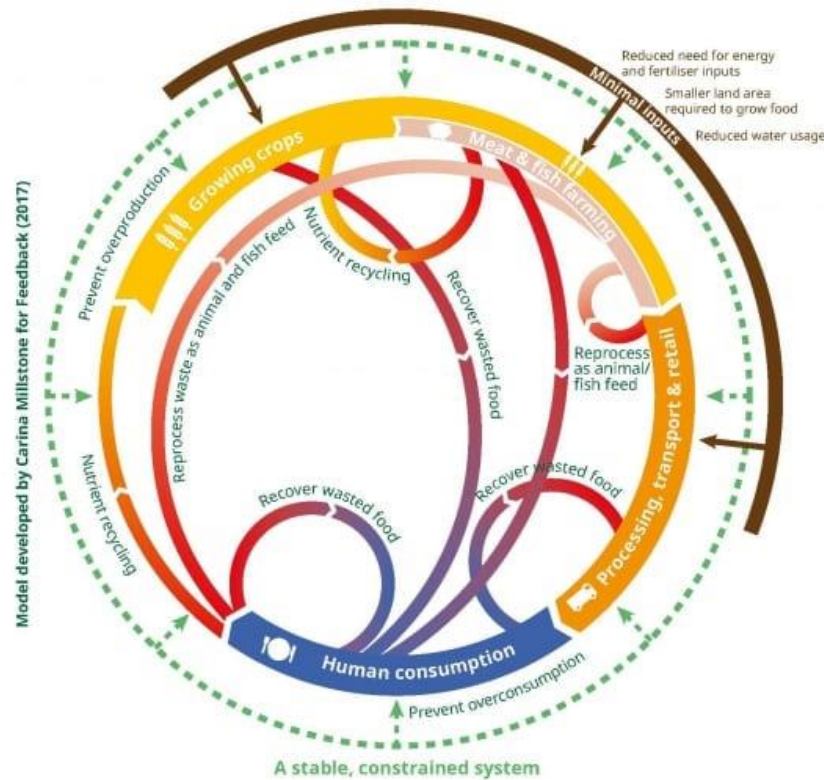 Reduced need for energy
and fertiliser inputs
Smaller land area
required to grow food
Reduced water usage
Minimal inputs
Meat & fish farming
Growing crops
Prevent overproduction
Model developed by Carina Millstone for Feedback (2017)
Nutrient recycling
Reprocess waste as animal and fish feed
Recover wasted food
Reprocess
as animal/
fish feed
Processing, transport & retail
Recover wasted food
Recover wasted food
Nutrient recycling
Human consumption
Prevent overconsumption
A stable, constrained system